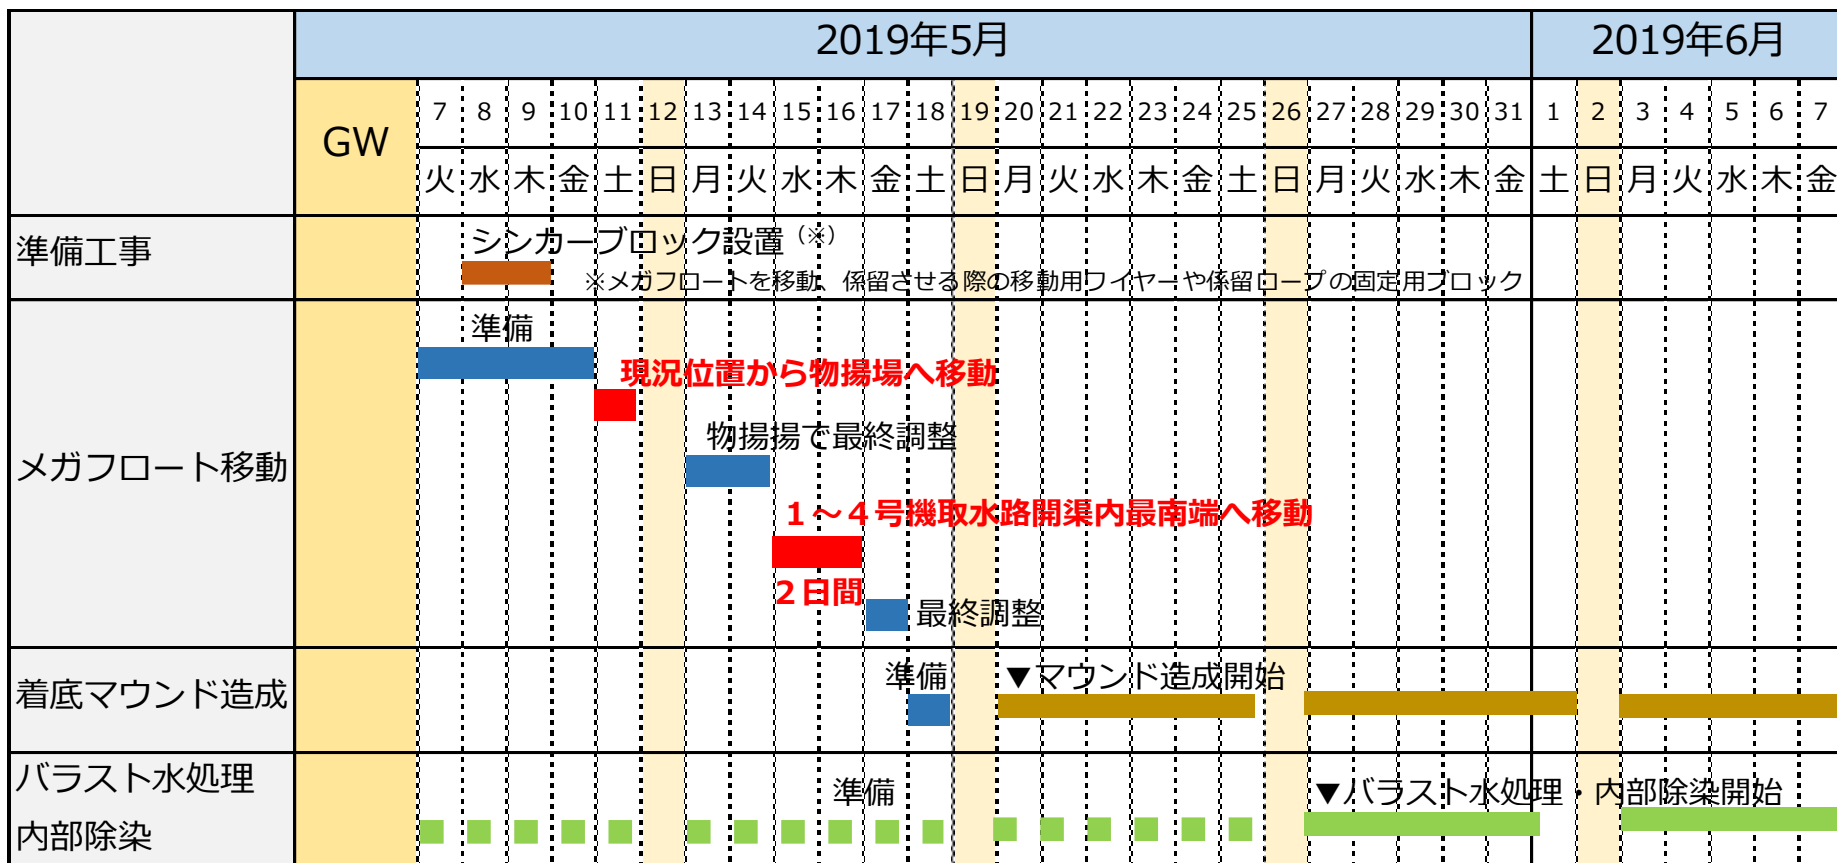 2019年5月 2019年6月
GW 7 8 9 10 11 12 13 14 15 16 17 18 19 20 21 22 23 24 25 26 27 28 29 30 31 1 2 3 4 5 6 7
火 水 木 金 土 日 月 火 水 木 金 土 日 月 火 水 木 金 土 日 月 火 水 木 金 土 日 月 火 水 木 金
準備工事
シンカーブロック設置(※)
※メガフロートを移動、係留させる際の移動用ワイヤーや係留ロープの固定用ブロック
メガフロート移動
準備
現況位置から物揚場へ移動
物揚揚で最終調整
１～４号機取水路開渠内最南端へ移動
２日間
最終調整
着底マウンド造成
準備
▼マウンド造成開始
バラスト水処理
内部除染
準備
▼バラスト水処理・内部除染開始